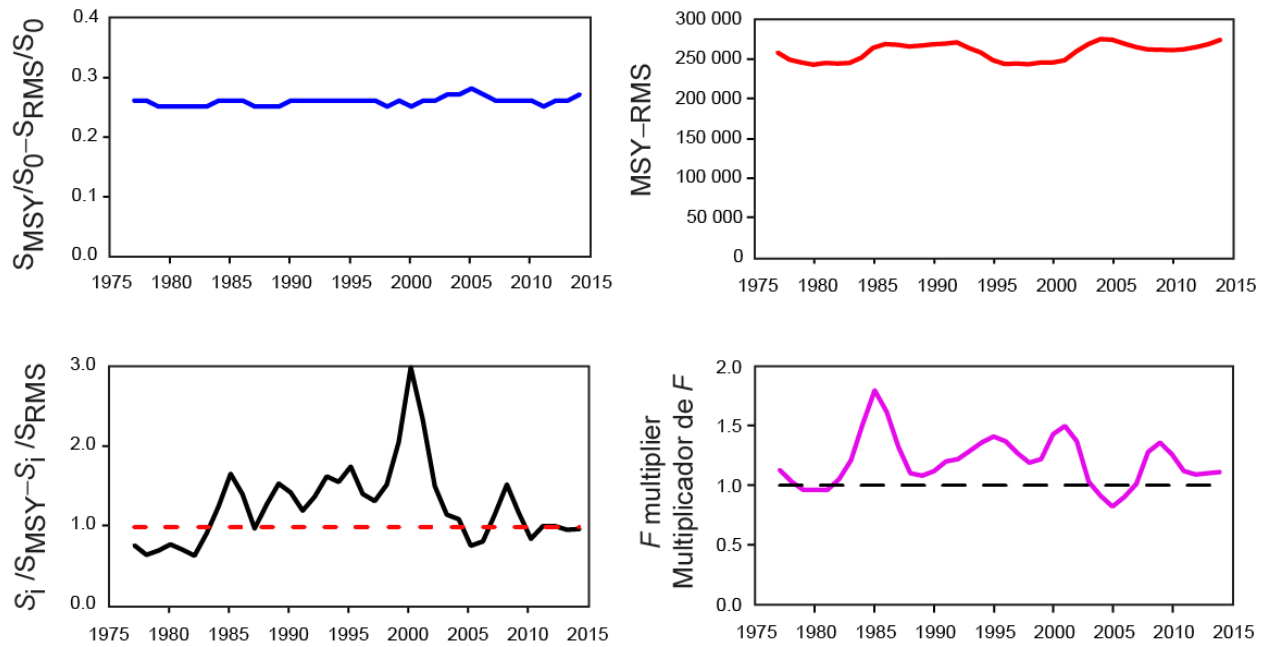 SMSY/S0–SRMS/S0
0.4
0.3
0.2
0.1
0.0
1975 1980 1985 1990 1995 2000 2005 2010 2015
MSY–RMS
300 000
250 000
200 000
150 000
100 000
50 000
0
1975 1980 1985 1990 1995 2000 2005 2010 2015
Si /SMSY–Si /SRMS
3.0
2.0
1.0
0.0
1975 1980 1985 1990 1995 2000 2005 2010 2015
F multiplier
Multiplicador de F
2.0
1.5
1.0
0.5
0.0
1975 1980 1985 1990 1995 2000 2005 2010 2015